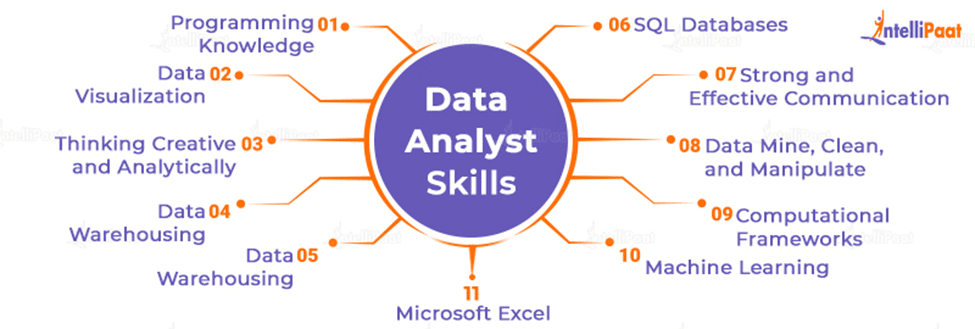 Programming 01
Knowledge
Data 02
Visualization
Thinking Creative 03
and Analytically
Data 04
Warehousing
Data 05
Warehousing
Data
Analyst
Skills
06 SQL Databases
07 Strong and
Effective Communication
08 Data Mine, Clean,
and Manipulate
09 Computational
Frameworks
10
Machine Learning
11
Microsoft Excel
IntelliPaat